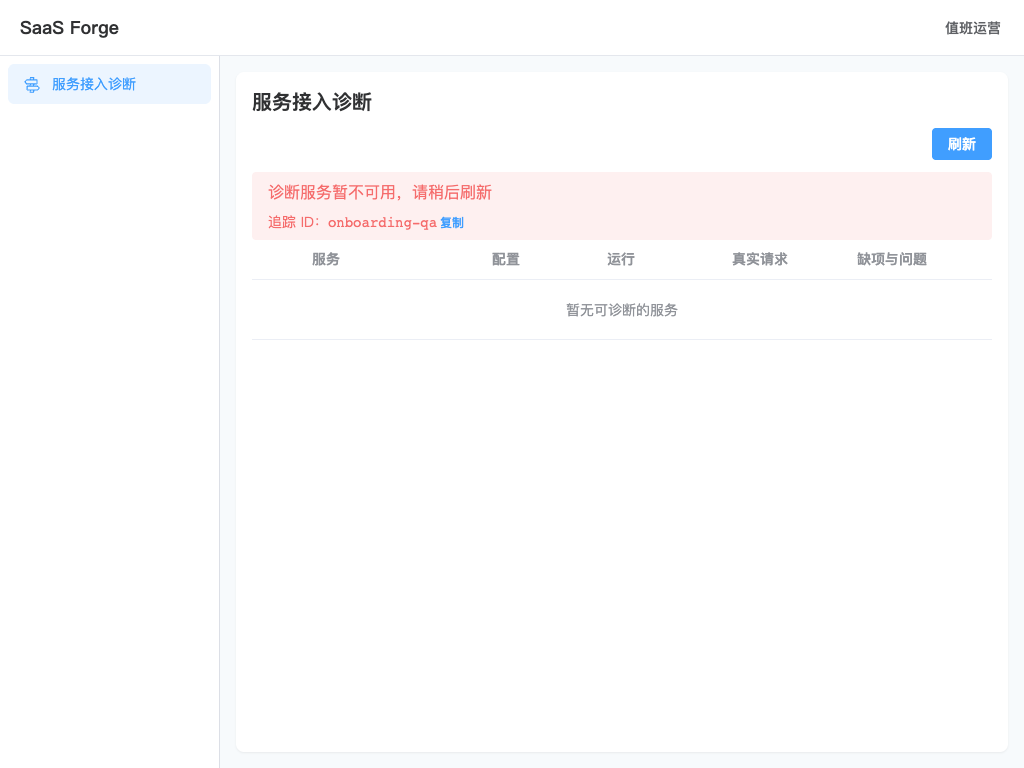 SaaS Forge
值班运营
服务接入诊断
服务接入诊断
刷新
诊断服务暂不可用，请稍后刷新
追踪 ID：onboarding-qa 复制
服务 配置 运行 真实请求 缺项与问题
暂无可诊断的服务